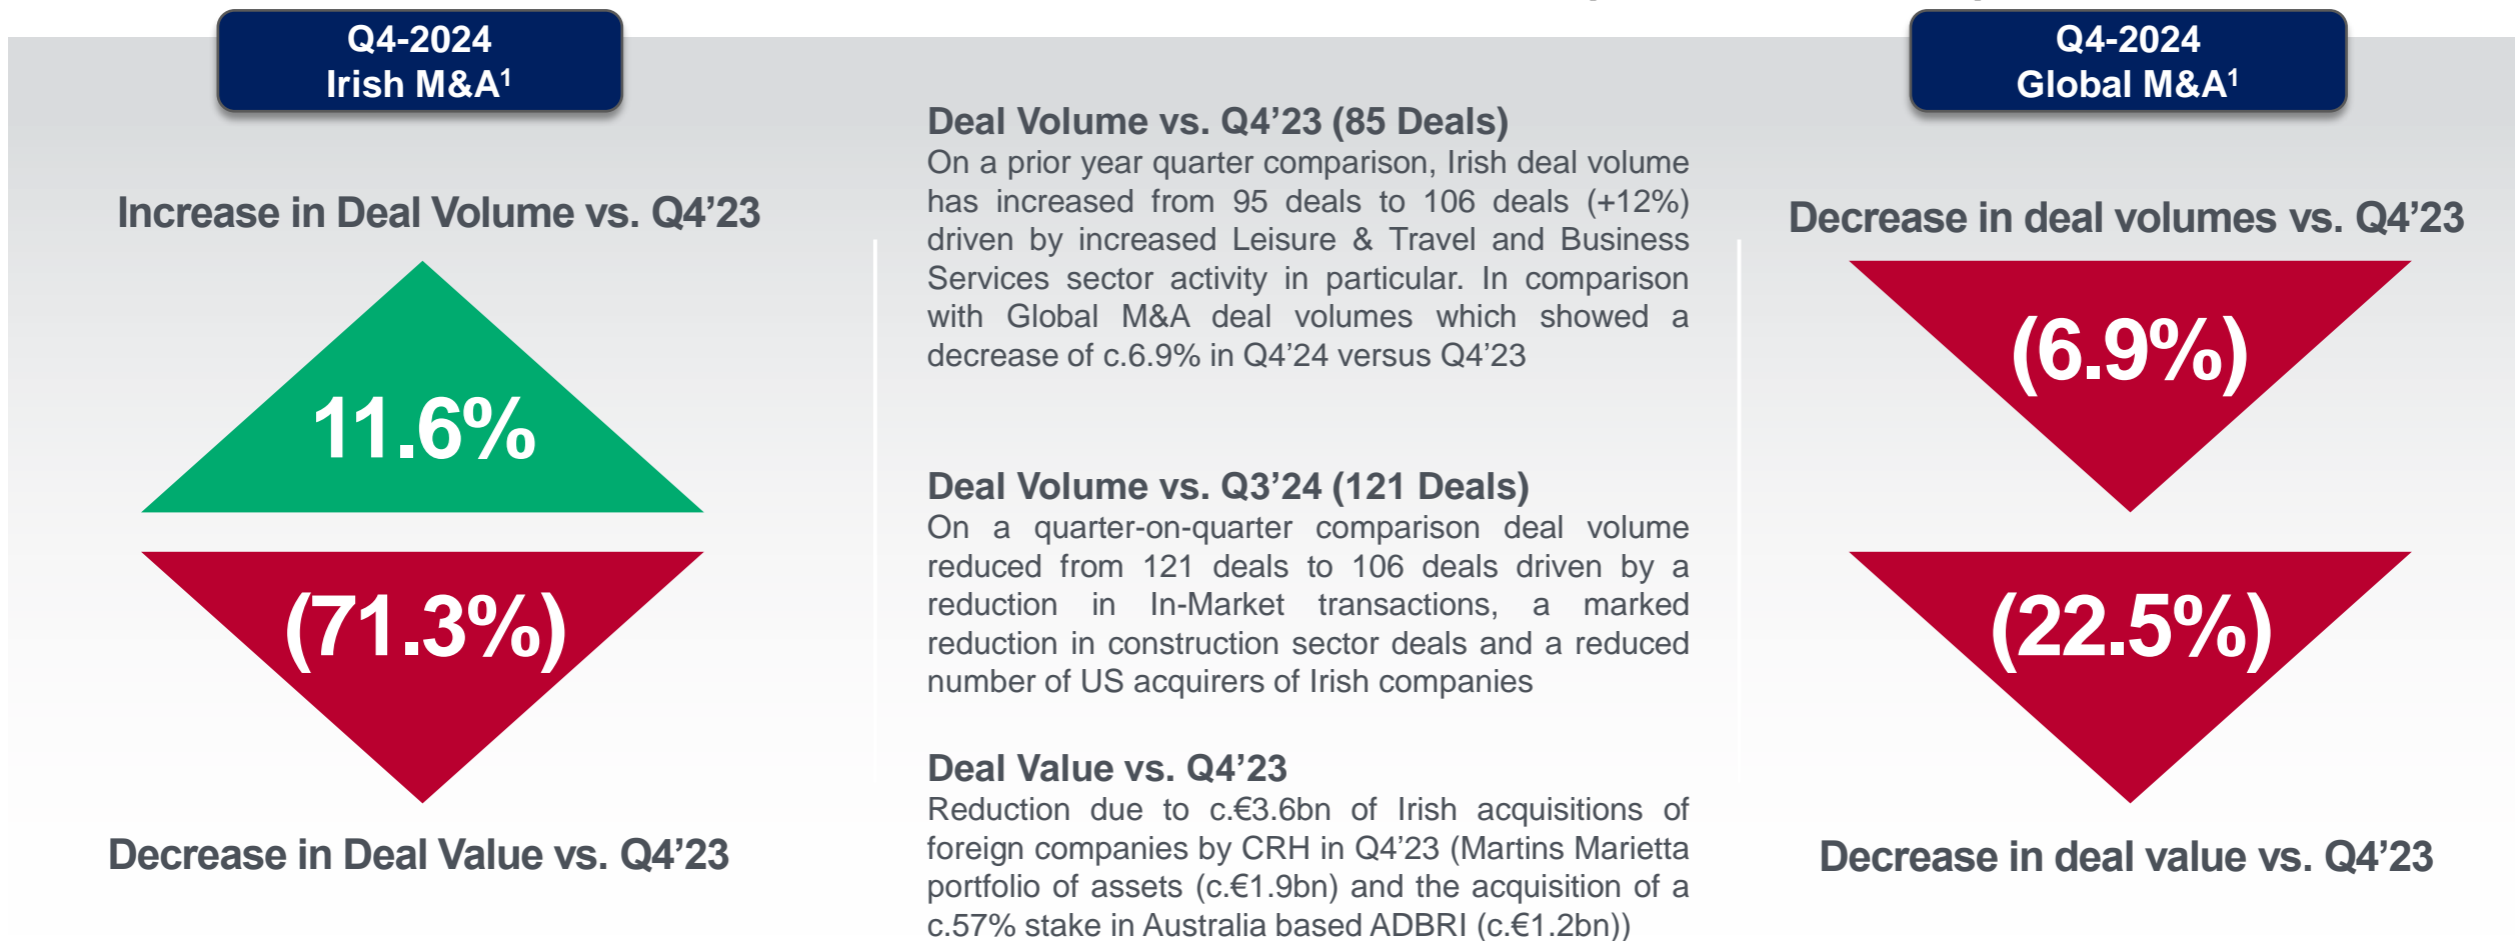 Q4-2024
Irish M&A¹
Increase in Deal Volume vs. Q4’23
11.6%
(71.3%)
Decrease in Deal Value vs. Q4’23
Deal Volume vs. Q4’23 (85 Deals)
On a prior year quarter comparison, Irish deal volume
has increased from 95 deals to 106 deals (+12%)
driven by increased Leisure & Travel and Business
Services sector activity in particular. In comparison
with Global M&A deal volumes which showed a
decrease of c.6.9% in Q4’24 versus Q4’23
Deal Volume vs. Q3’24 (121 Deals)
On a quarter-on-quarter comparison deal volume
reduced from 121 deals to 106 deals driven by a
reduction in In-Market transactions, a marked
reduction in construction sector deals and a reduced
number of US acquirers of Irish companies
Deal Value vs. Q4’23
Reduction due to c.€3.6bn of Irish acquisitions of
foreign companies by CRH in Q4’23 (Martins Marietta
portfolio of assets (c.€1.9bn) and the acquisition of a
c.57% stake in Australia based ADBRI (c.€1.2bn))
Q4-2024
Global M&A¹
Decrease in deal volumes vs. Q4’23
(6.9%)
(22.5%)
Decrease in deal value vs. Q4’23